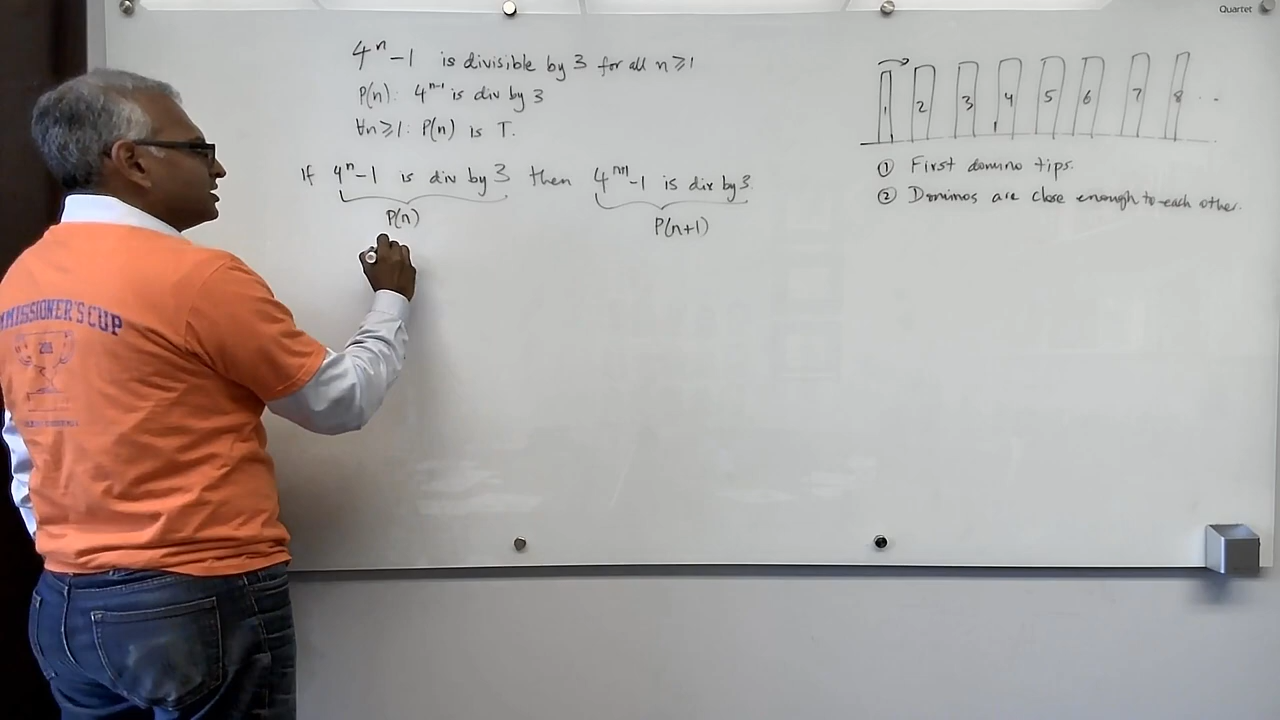 4ⁿ-1 is divisible by 3 for all n ≥ 1
P(n): 4ⁿ-1 is div by 3
∀n ≥ 1: P(n) is T.
If 4ⁿ-1 is div by 3 then 4ⁿ⁺¹-1 is div by 3.
P(n) P(n+1)
1 2 3 4 5 6 7 8 ...
① First domino tips.
② Dominos are close enough to each other.
Quartet
MMISSIONER'S CUP